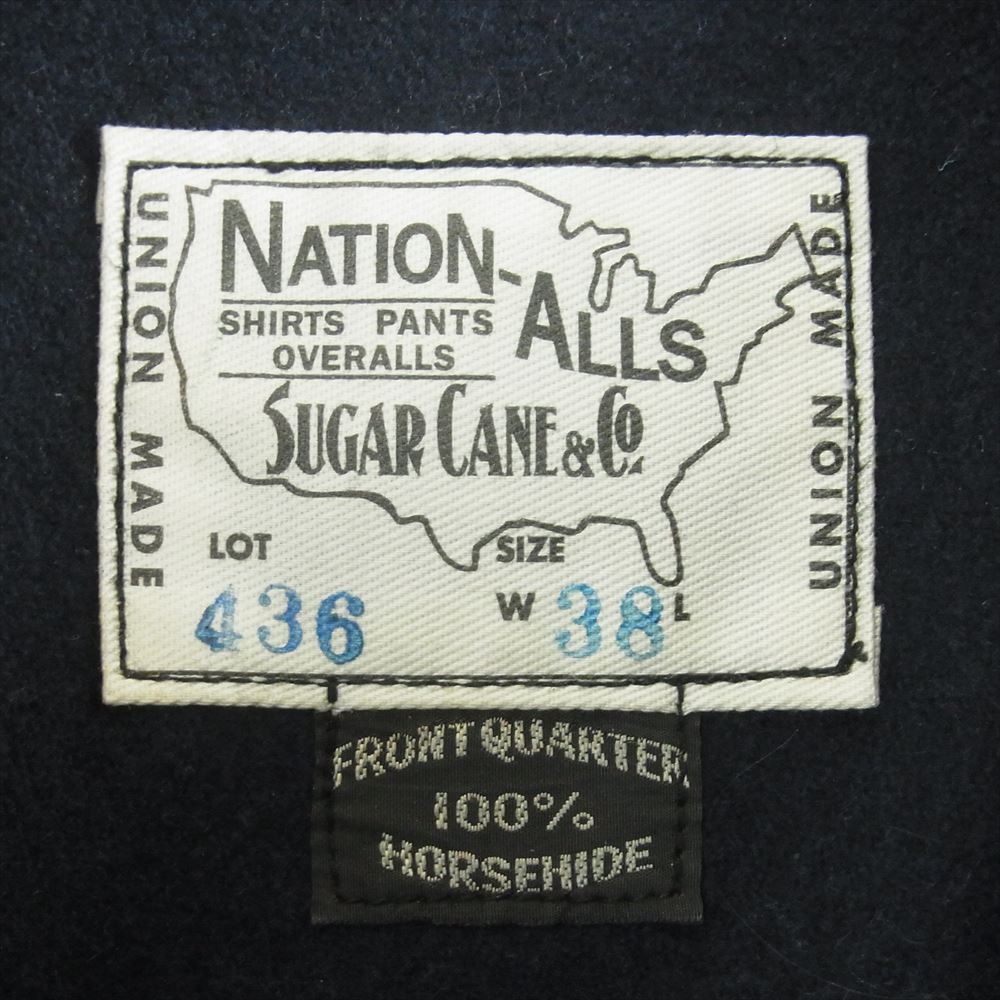 UNION MADE
NATION-ALLS
SHIRTS PANTS
OVERALLS
SUGAR CANE & Co.
LOT
436
SIZE
W 38 L
UNION MADE
FRONT QUARTER
100%
HORSEHIDE